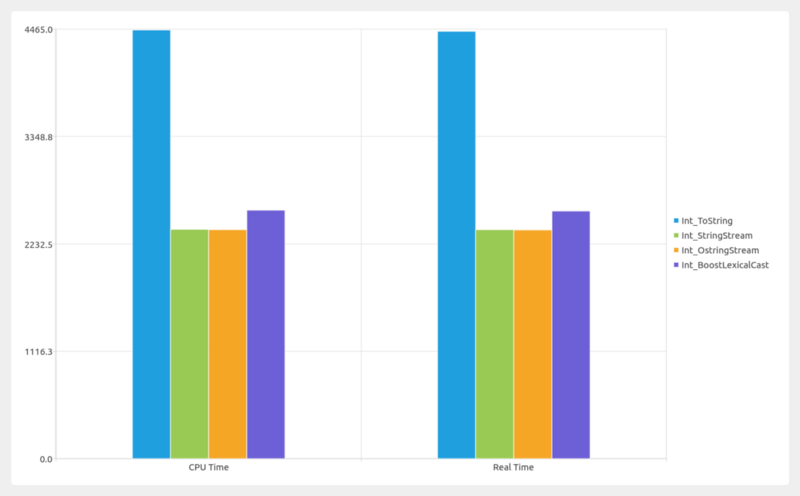 4465.0
3348.8
2232.5
1116.3
0.0
CPU Time
Real Time
Int_ToString
Int_StringStream
Int_OstringStream
Int_BoostLexicalCast